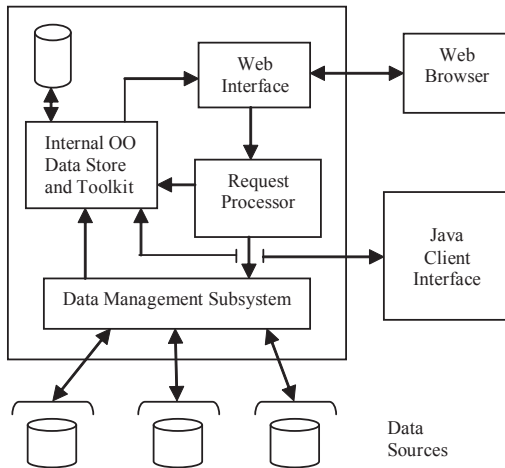 Web
Interface
Web
Browser
Internal OO
Data Store
and Toolkit
Request
Processor
Java
Client
Interface
Data Management Subsystem
Data
Sources